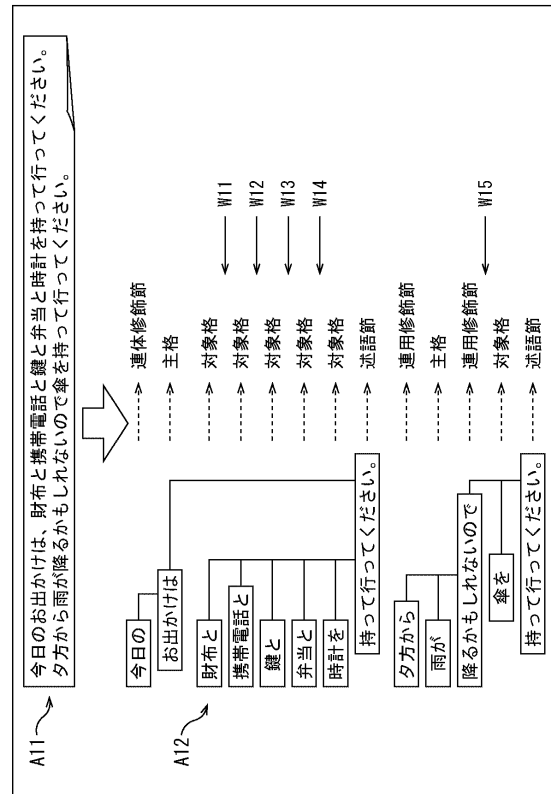 A11
今日のお出かけは、財布と携帯電話と鍵と弁当と時計を持って行ってください。
夕方から雨が降るかもしれないので傘を持って行ってください。
A12
今日の 連体修飾節
お出かけは 主格
財布と 対象格
W11
携帯電話と 対象格
W12
鍵と 対象格
W13
弁当と 対象格
W14
時計を 対象格
持って行ってください。 述語節
夕方から 連用修飾節
雨が 主格
降るかもしれないので 連用修飾節
W15
傘を 対象格
持って行ってください。 述語節